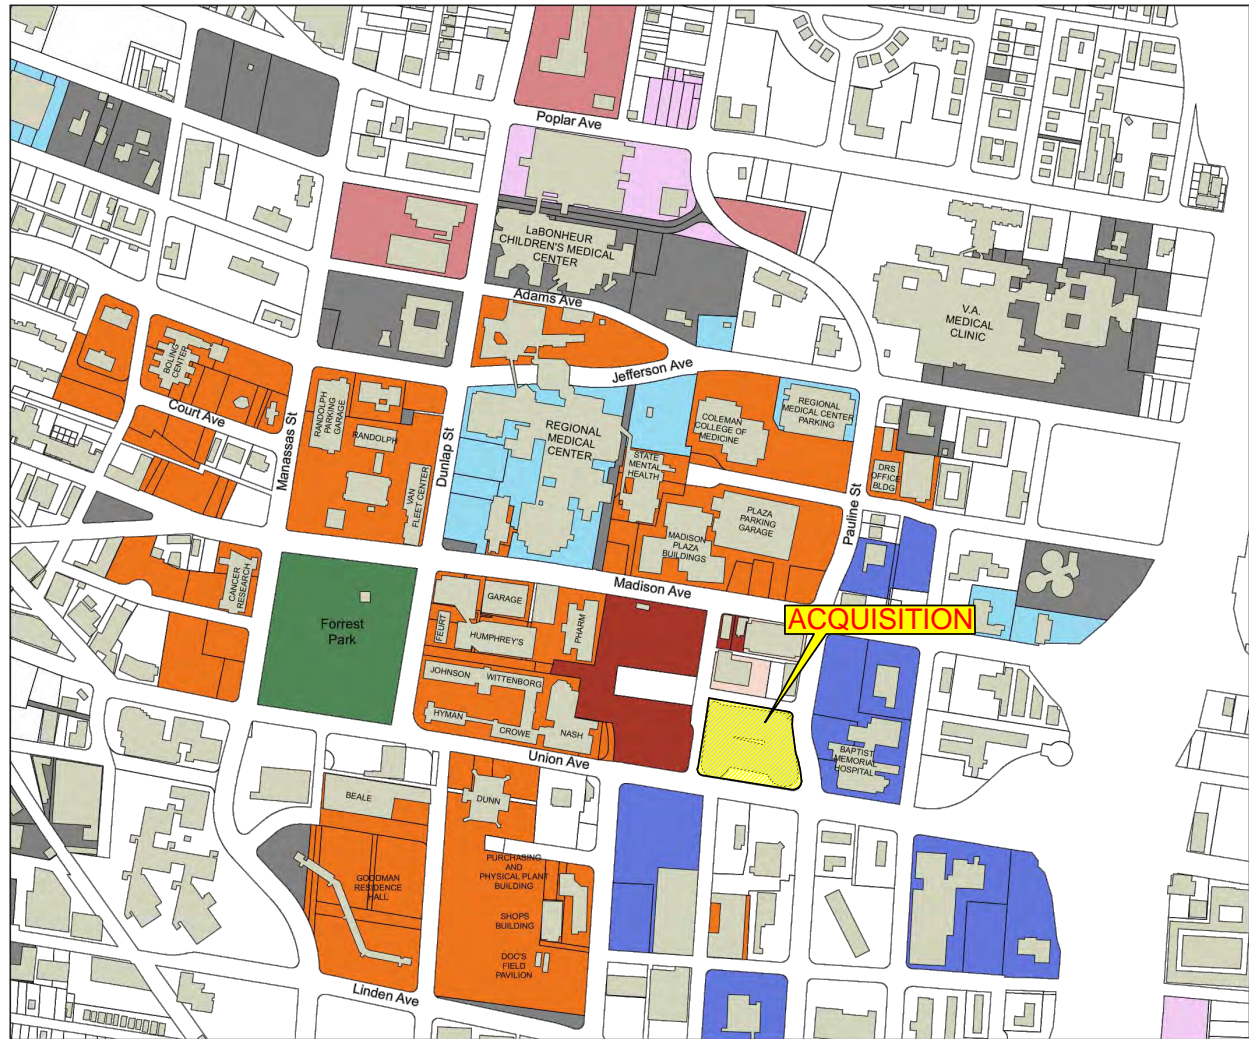 Poplar Ave
LaBONHEUR
CHILDREN'S MEDICAL
CENTER
Adams Ave
V.A.
MEDICAL
CLINIC
BOLING
CENTER
Court Ave
Manassas St
RANDOLPH
PARKING
GARAGE
RANDOLPH
VAN
FLEET CENTER
Dunlap St
Jefferson Ave
REGIONAL
MEDICAL
CENTER
COLEMAN
COLLEGE OF
MEDICINE
REGIONAL
MEDICAL CENTER
PARKING
STATE
MENTAL
HEALTH
DRS
OFFICE
BLDG
PLAZA
PARKING
GARAGE
MADISON
PLAZA
BUILDINGS
Pauline St
Madison Ave
CANCER
RESEARCH
Forrest
Park
GARAGE
FEURT
HUMPHREY'S
PHARM
ACQUISITION
JOHNSON
WITTENBORG
HYMAN
CROWE
NASH
Union Ave
BAPTIST
MEMORIAL
HOSPITAL
BEALE
DUNN
GOODMAN
RESIDENCE
HALL
PURCHASING
AND
PHYSICAL PLANT
BUILDING
SHOPS
BUILDING
DOC'S
FIELD
PAVILION
Linden Ave